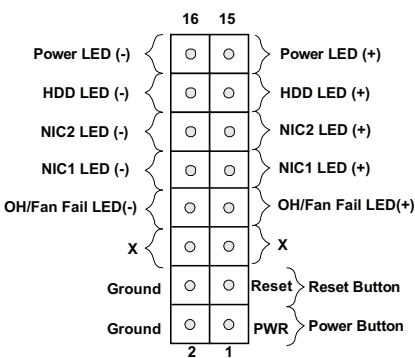 16 15
Power LED (-) Power LED (+)
HDD LED (-) HDD LED (+)
NIC2 LED (-) NIC2 LED (+)
NIC1 LED (-) NIC1 LED (+)
OH/Fan Fail LED(-) OH/Fan Fail LED(+)
X X
Ground Reset Reset Button
Ground PWR Power Button
2 1